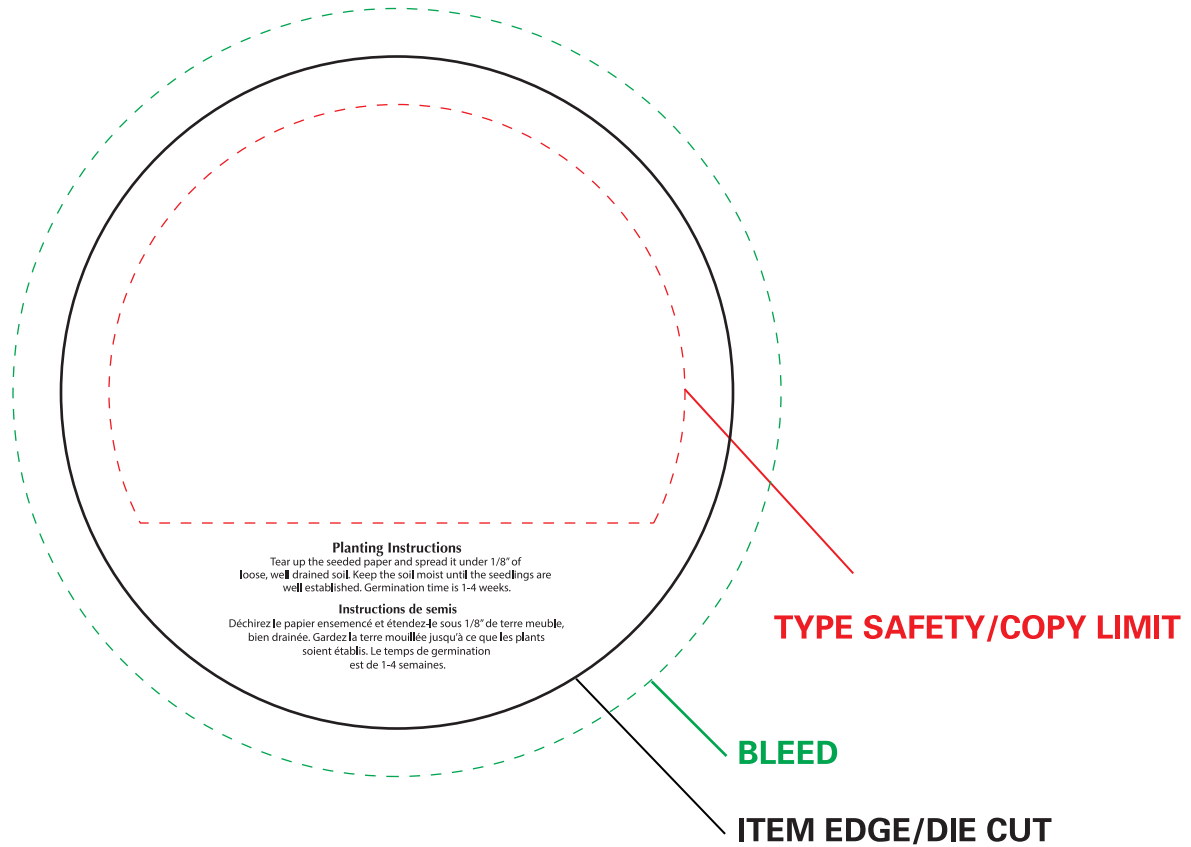 Planting Instructions
Tear up the seeded paper and spread it under 1/8" of
loose, well drained soil. Keep the soil moist until the seedlings are
well established. Germination time is 1-4 weeks.
Instructions de semis
Déchirez le papier ensemencé et étendez-le sous 1/8" de terre meuble,
bien drainée. Gardez la terre mouillée jusqu'à ce que les plants
soient établis. Le temps de germination
est de 1-4 semaines.
TYPE SAFETY/COPY LIMIT
BLEED
ITEM EDGE/DIE CUT